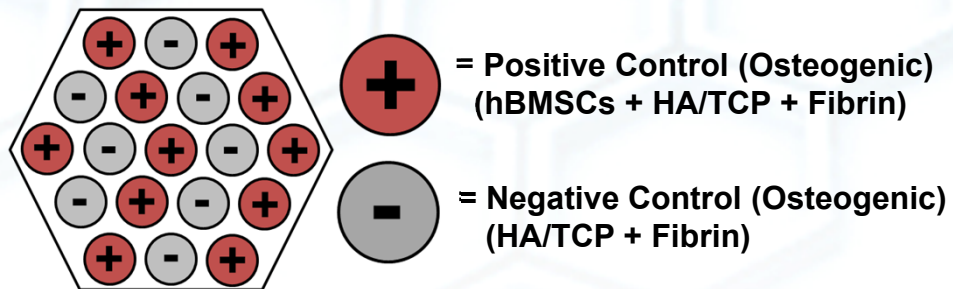 + - +
- + - +
+ - + - +
- + - +
+ - +
+ = Positive Control (Osteogenic)
(hBMSCs + HA/TCP + Fibrin)
- = Negative Control (Osteogenic)
(HA/TCP + Fibrin)